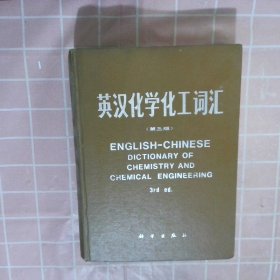 英汉化学化工词汇
（第三版）
ENGLISH-CHINESE
DICTIONARY OF
CHEMISTRY AND
CHEMICAL ENGINEERING
3rd ed.
科学出版社